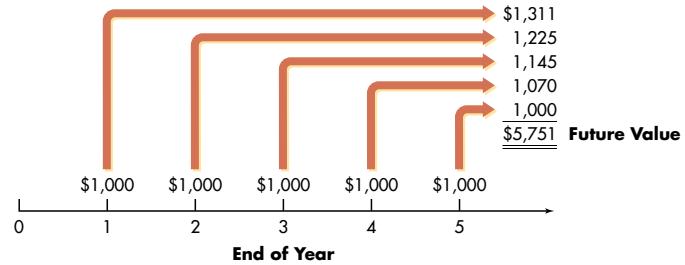 $1,311
1,225
1,145
1,070
1,000
$5,751 Future Value
$1,000 $1,000 $1,000 $1,000 $1,000
0 1 2 3 4 5
End of Year